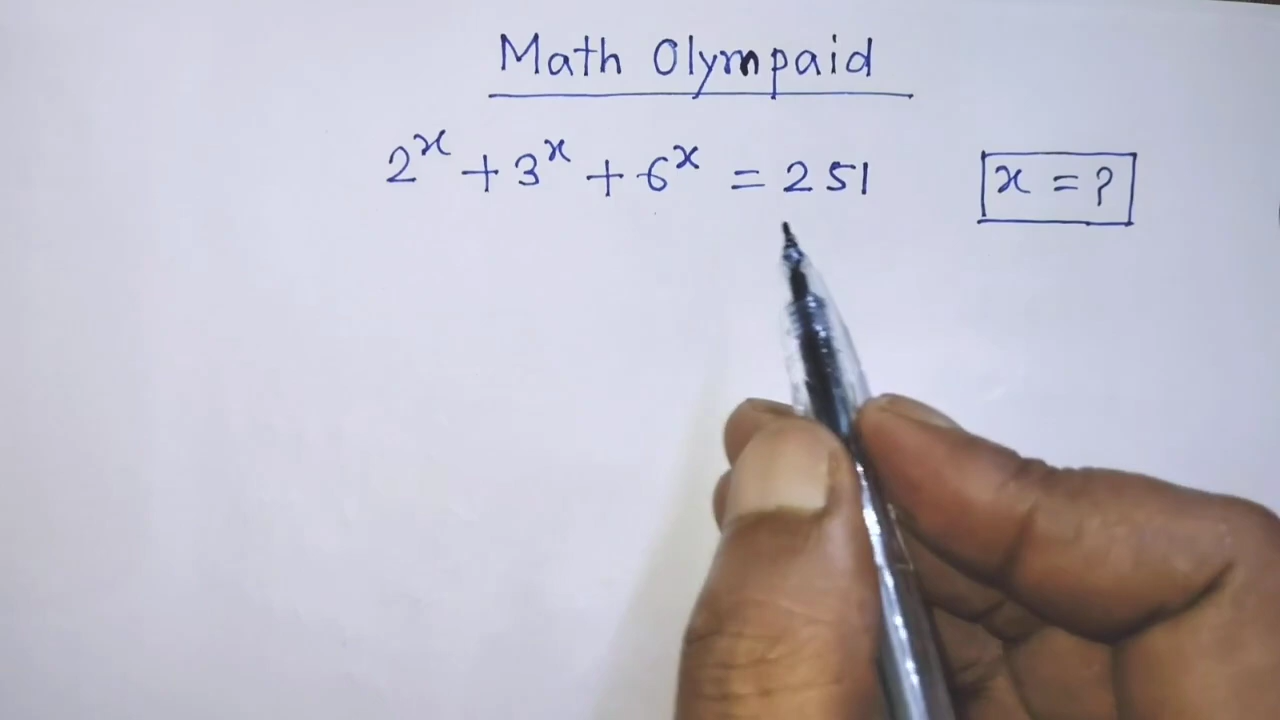 Math Olympaid
2^x + 3^x + 6^x = 251
x = ?